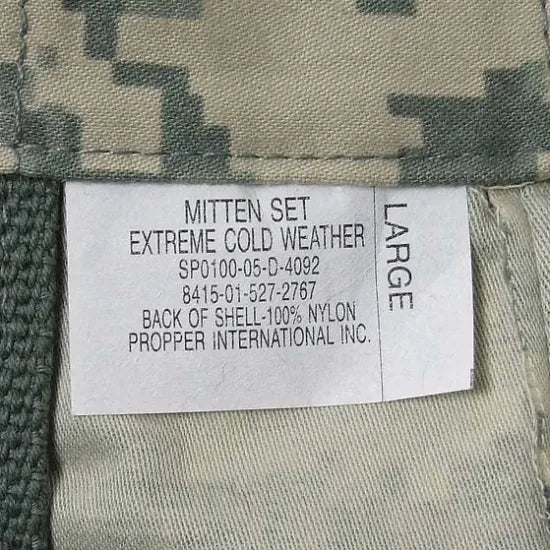 MITTEN SET
EXTREME COLD WEATHER
SP0100-05-D-4092
8415-01-527-2767
BACK OF SHELL-100% NYLON
PROPPER INTERNATIONAL INC.
LARGE